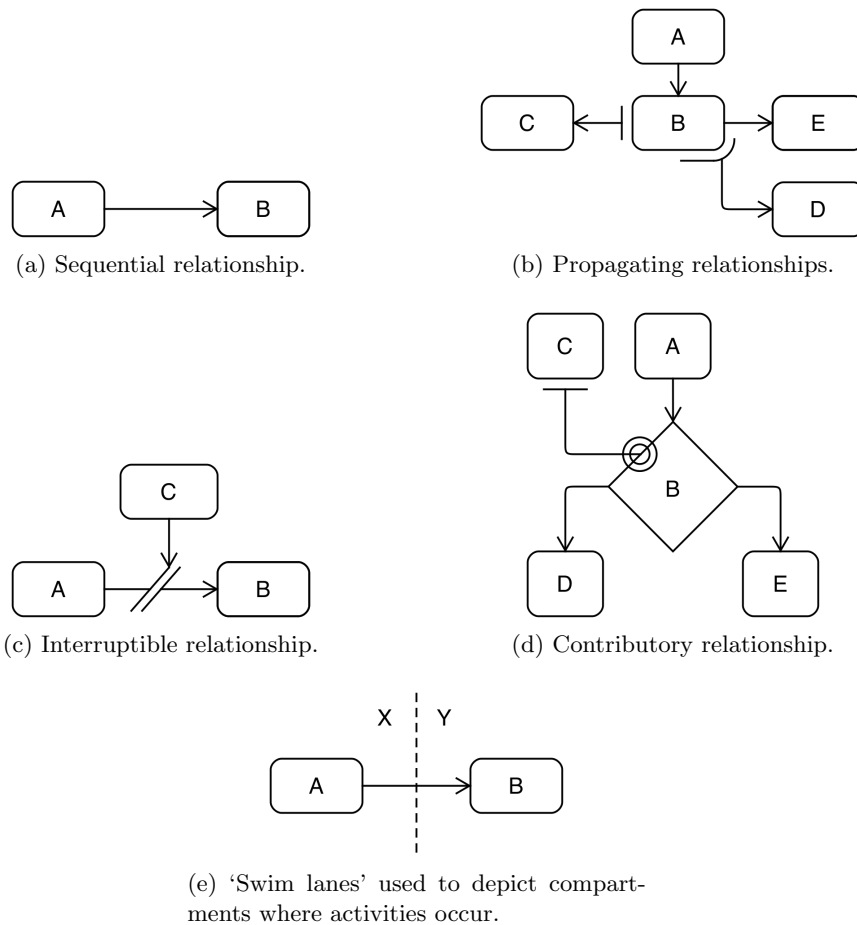 A
C
B
E
D
A
B
(a) Sequential relationship.
(b) Propagating relationships.
C
A
B
D
E
C
A
B
(c) Interruptible relationship.
(d) Contributory relationship.
X
Y
A
B
(e) ‘Swim lanes’ used to depict compart-
ments where activities occur.